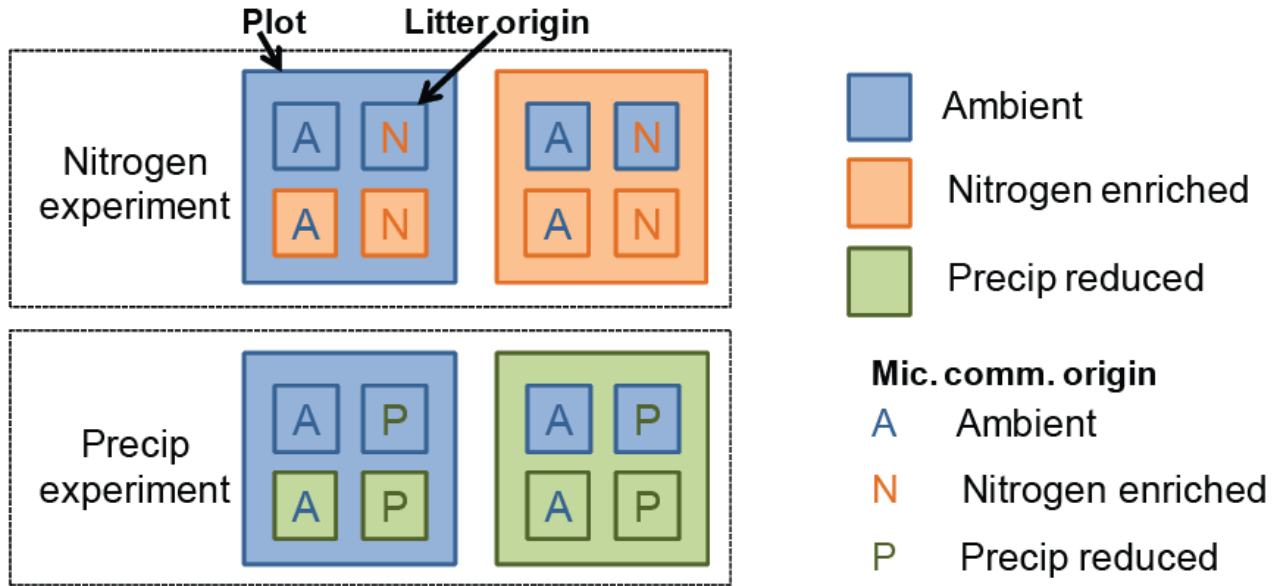 Plot
Litter origin
Nitrogen
experiment
A
N
A
N
A
N
A
N
Precip
experiment
A
P
A
P
A
P
A
P
Ambient
Nitrogen enriched
Precip reduced
Mic. comm. origin
A Ambient
N Nitrogen enriched
P Precip reduced